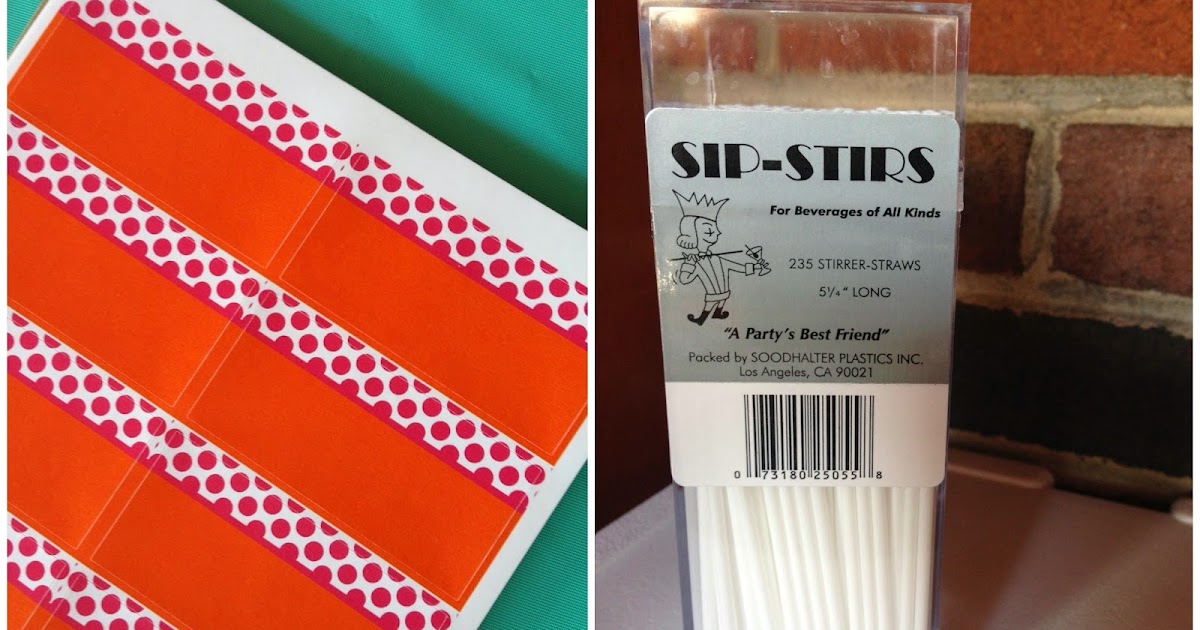 SIP-STIRS
For Beverages of All Kinds
235 STIRRER-STRAWS
5¼" LONG
"A Party's Best Friend"
Packed by SOODHALTER PLASTICS INC.
Los Angeles, CA 90021
0 73180 25055 8